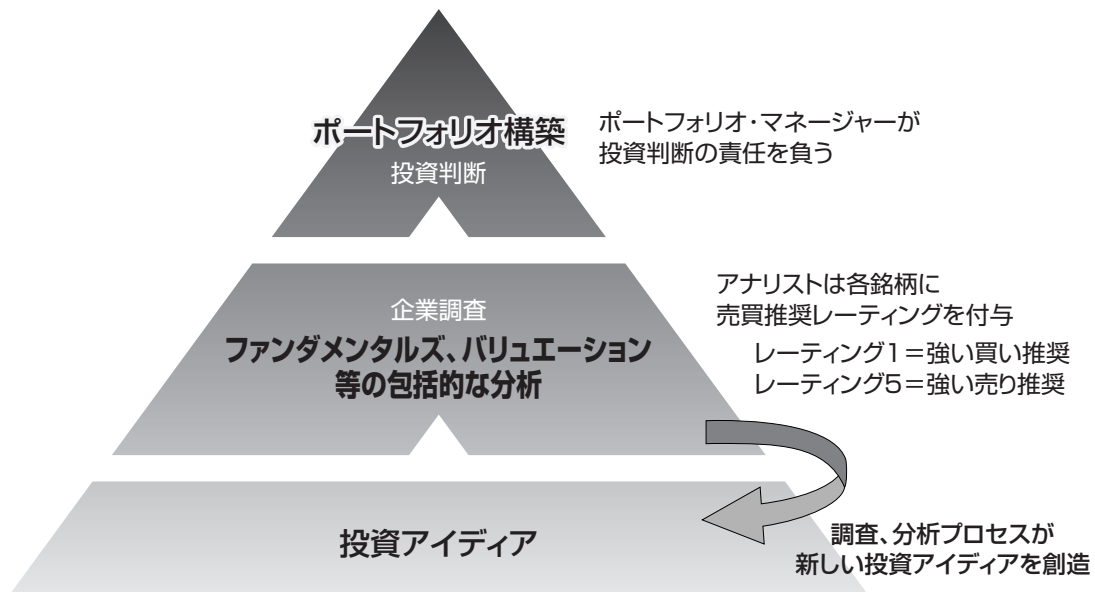 ポートフォリオ構築
投資判断
ポートフォリオ・マネージャーが
投資判断の責任を負う
企業調査
ファンダメンタルズ、バリュエーション
等の包括的な分析
アナリストは各銘柄に
売買推奨レーティングを付与
レーティング1=強い買い推奨
レーティング5=強い売り推奨
投資アイディア
調査、分析プロセスが
新しい投資アイディアを創造